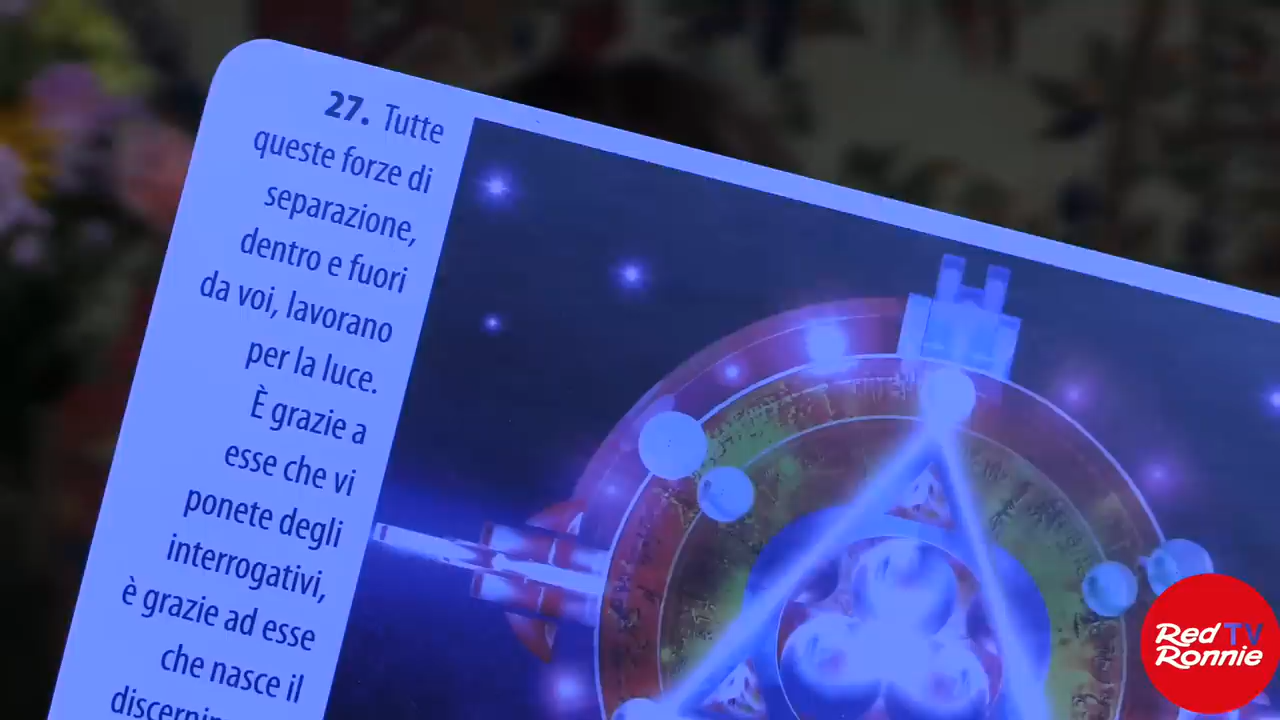 27. Tutte
queste forze di
separazione,
dentro e fuori
da voi, lavorano
per la luce.
È grazie a
esse che vi
ponete degli
interrogativi,
è grazie ad esse
che nasce il
Red TV
Ronnie